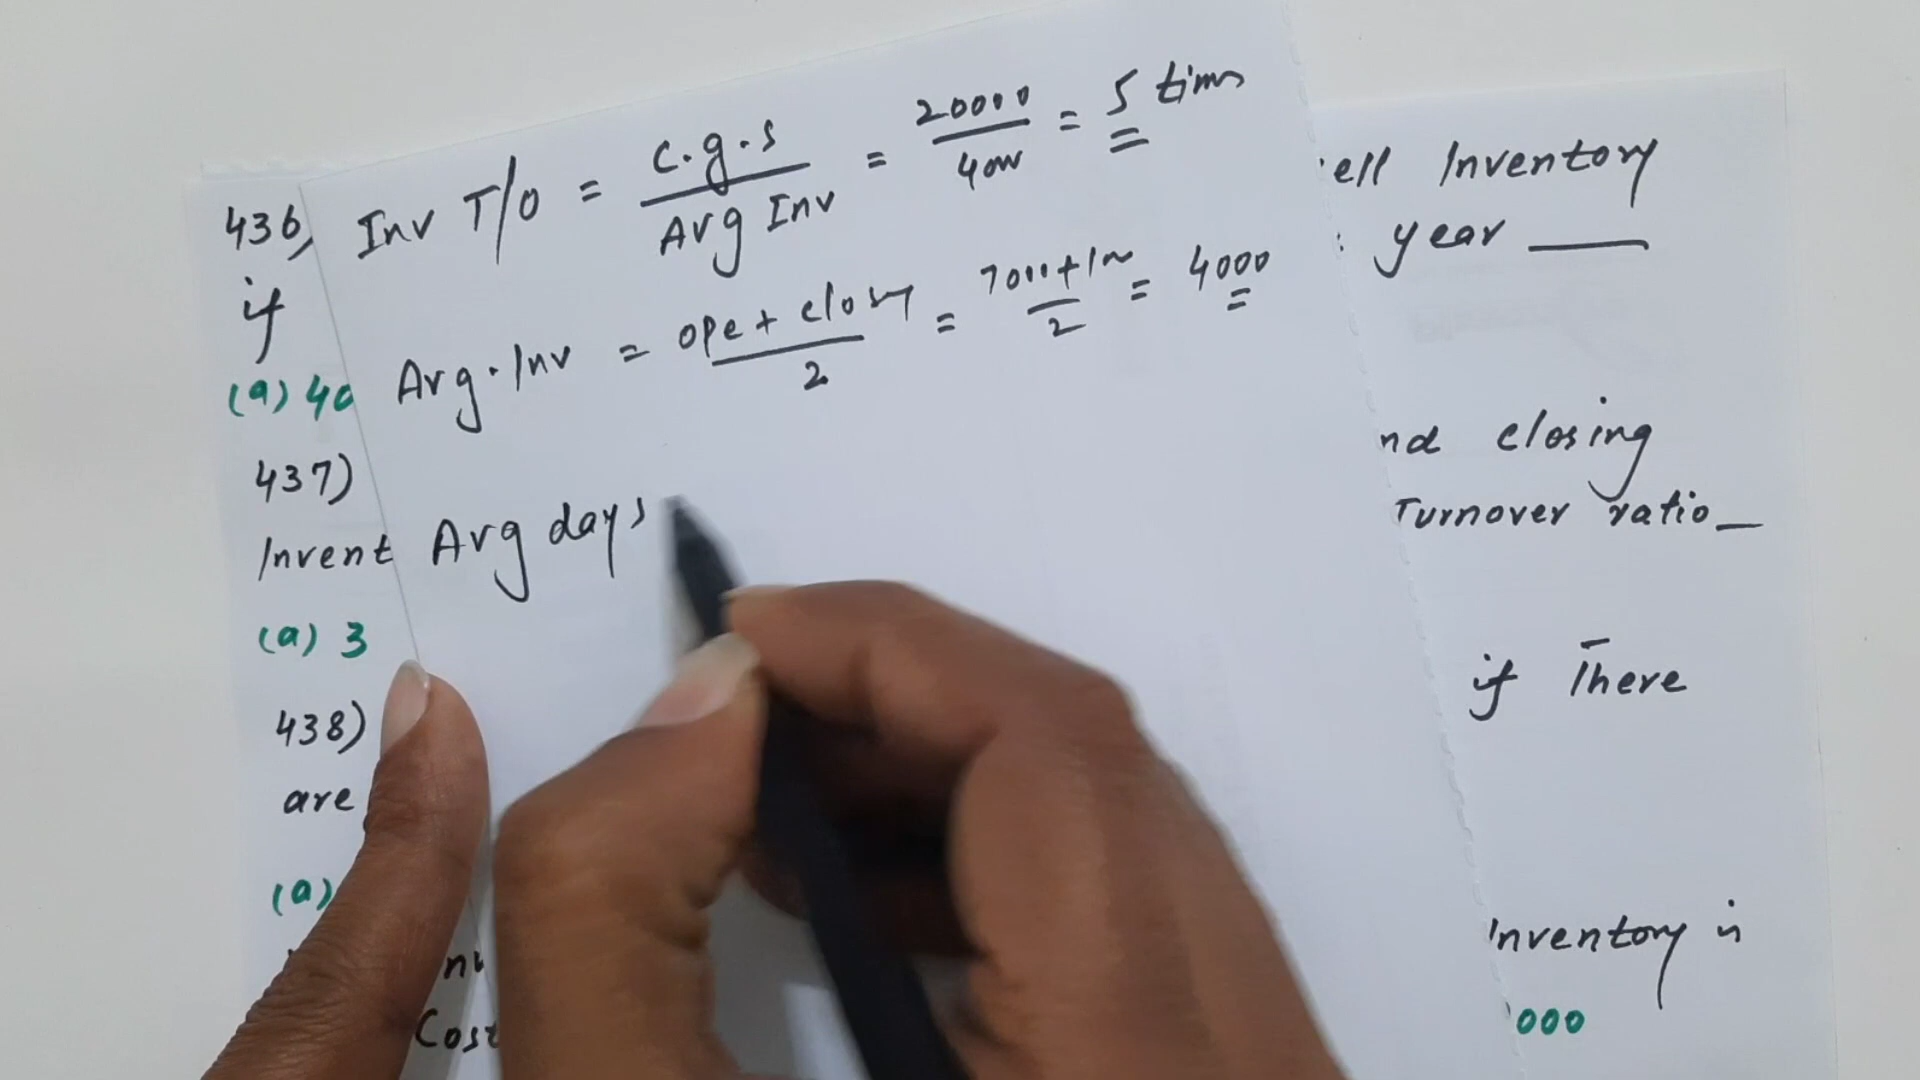 Inv T/O = C.g.s / Avg Inv = 20000 / 4000 = 5 times
Avg. Inv = ope + closing / 2 = 7000+1000 / 2 = 4000
Avg days
436,
if
(a) 40
437)
Invent
(a) 3
438)
are
(a)
Cost
ell Inventory
year ___
nd closing
Turnover ratio_
if There
Inventory is
000